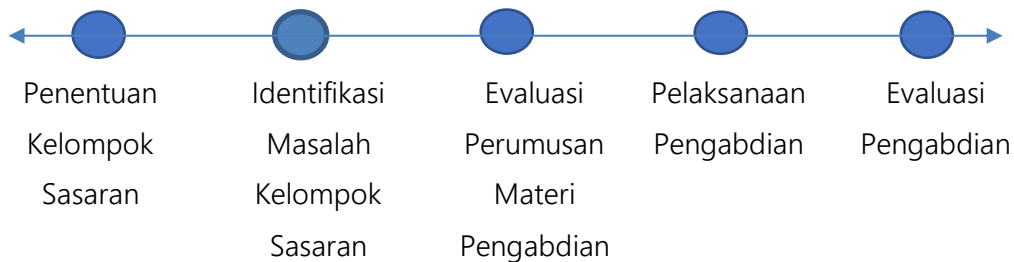 Penentuan
Kelompok
Sasaran
Identifikasi
Masalah
Kelompok
Sasaran
Evaluasi
Perumusan
Materi
Pengabdian
Pelaksanaan
Pengabdian
Evaluasi
Pengabdian